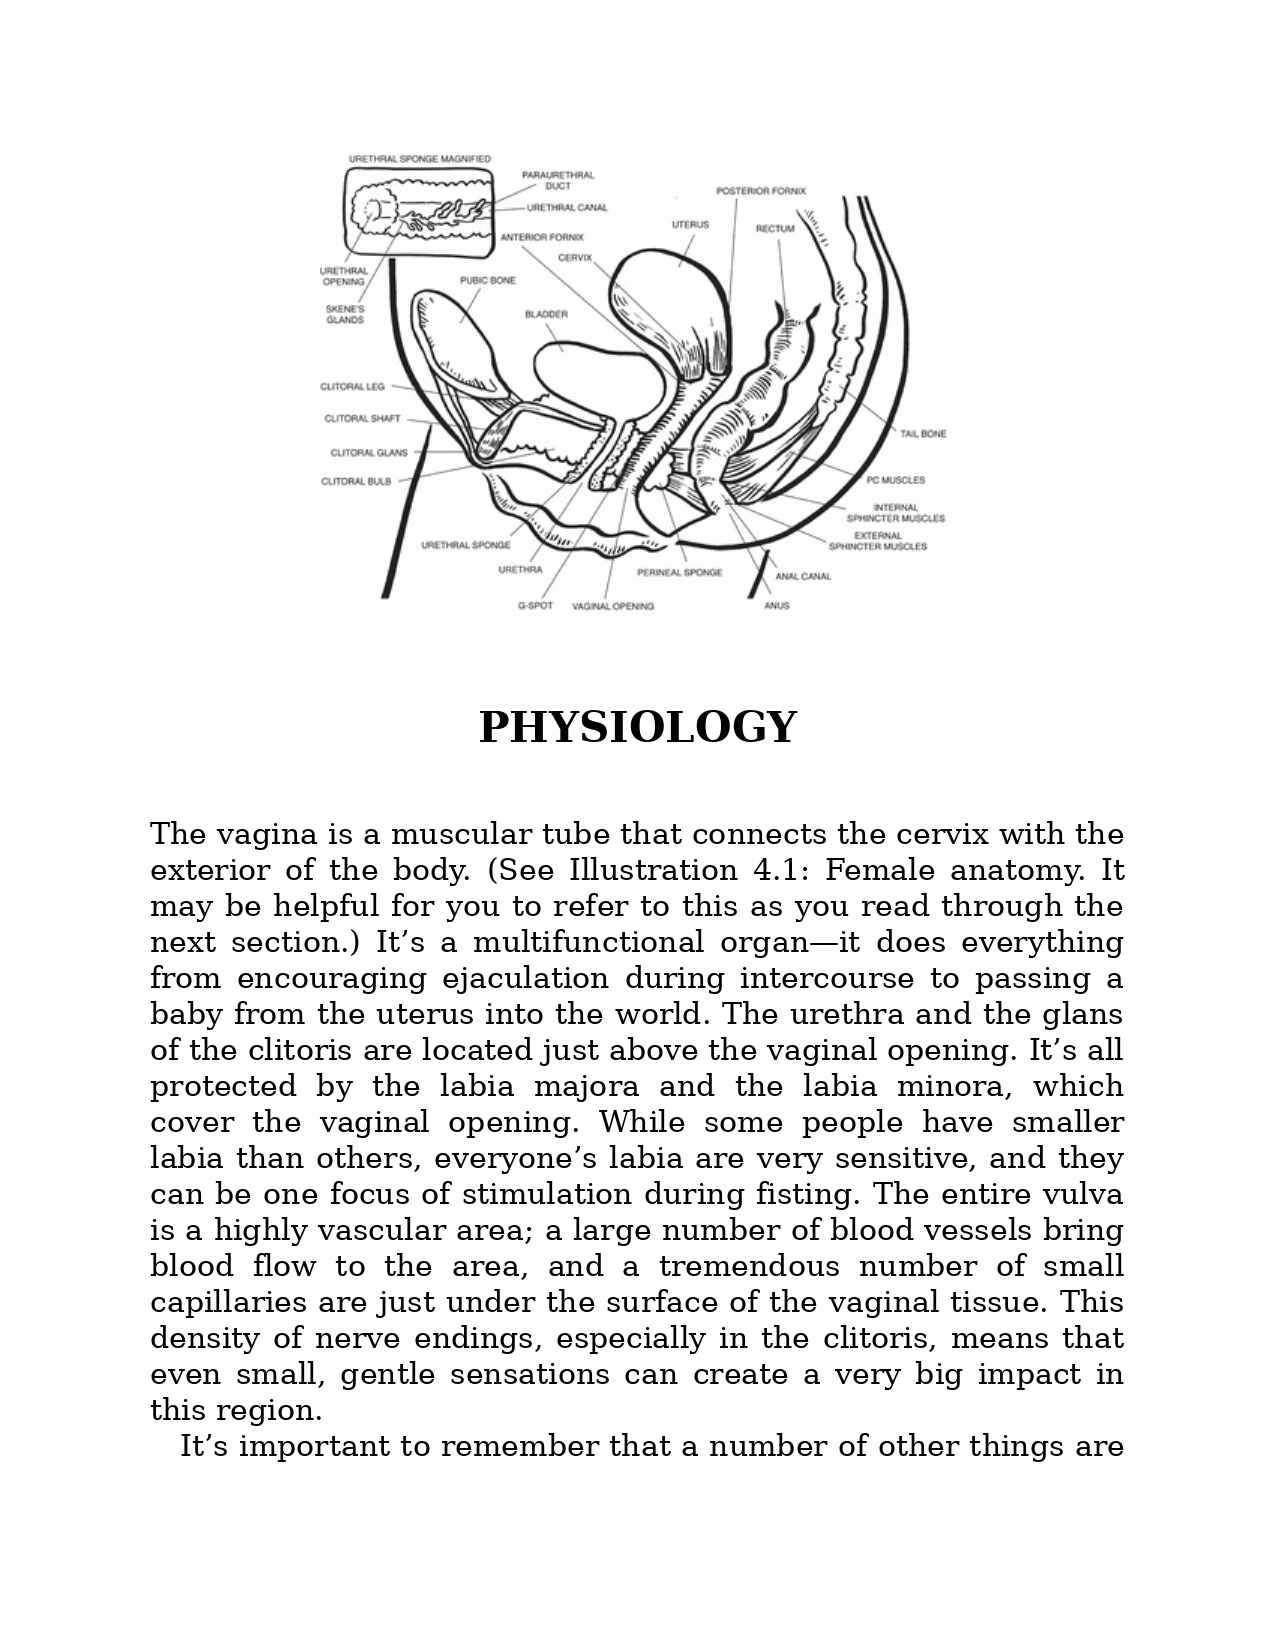 URETHRAL SPONGE MAGNIFIED
PARAURETHRAL
DUCT
URETHRAL CANAL
POSTERIOR FORNIX
UTERUS
RECTUM
ANTERIOR FORNIX
CERVIX
URETHRAL
OPENING
PUBIC BONE
SKENE'S
GLANDS
BLADDER
CLITORAL LEG
CLITORAL SHAFT
TAIL BONE
CLITORAL GLANS
CLITORAL BULB
PC MUSCLES
INTERNAL
SPHINCTER MUSCLES
EXTERNAL
SPHINCTER MUSCLES
URETHRAL SPONGE
URETHRA
PERINEAL SPONGE
ANAL CANAL
G-SPOT
VAGINAL OPENING
ANUS
PHYSIOLOGY
The vagina is a muscular tube that connects the cervix with the
exterior of the body. (See Illustration 4.1: Female anatomy. It
may be helpful for you to refer to this as you read through the
next section.) It’s a multifunctional organ—it does everything
from encouraging ejaculation during intercourse to passing a
baby from the uterus into the world. The urethra and the glans
of the clitoris are located just above the vaginal opening. It’s all
protected by the labia majora and the labia minora, which
cover the vaginal opening. While some people have smaller
labia than others, everyone’s labia are very sensitive, and they
can be one focus of stimulation during fisting. The entire vulva
is a highly vascular area; a large number of blood vessels bring
blood flow to the area, and a tremendous number of small
capillaries are just under the surface of the vaginal tissue. This
density of nerve endings, especially in the clitoris, means that
even small, gentle sensations can create a very big impact in
this region.
It’s important to remember that a number of other things are